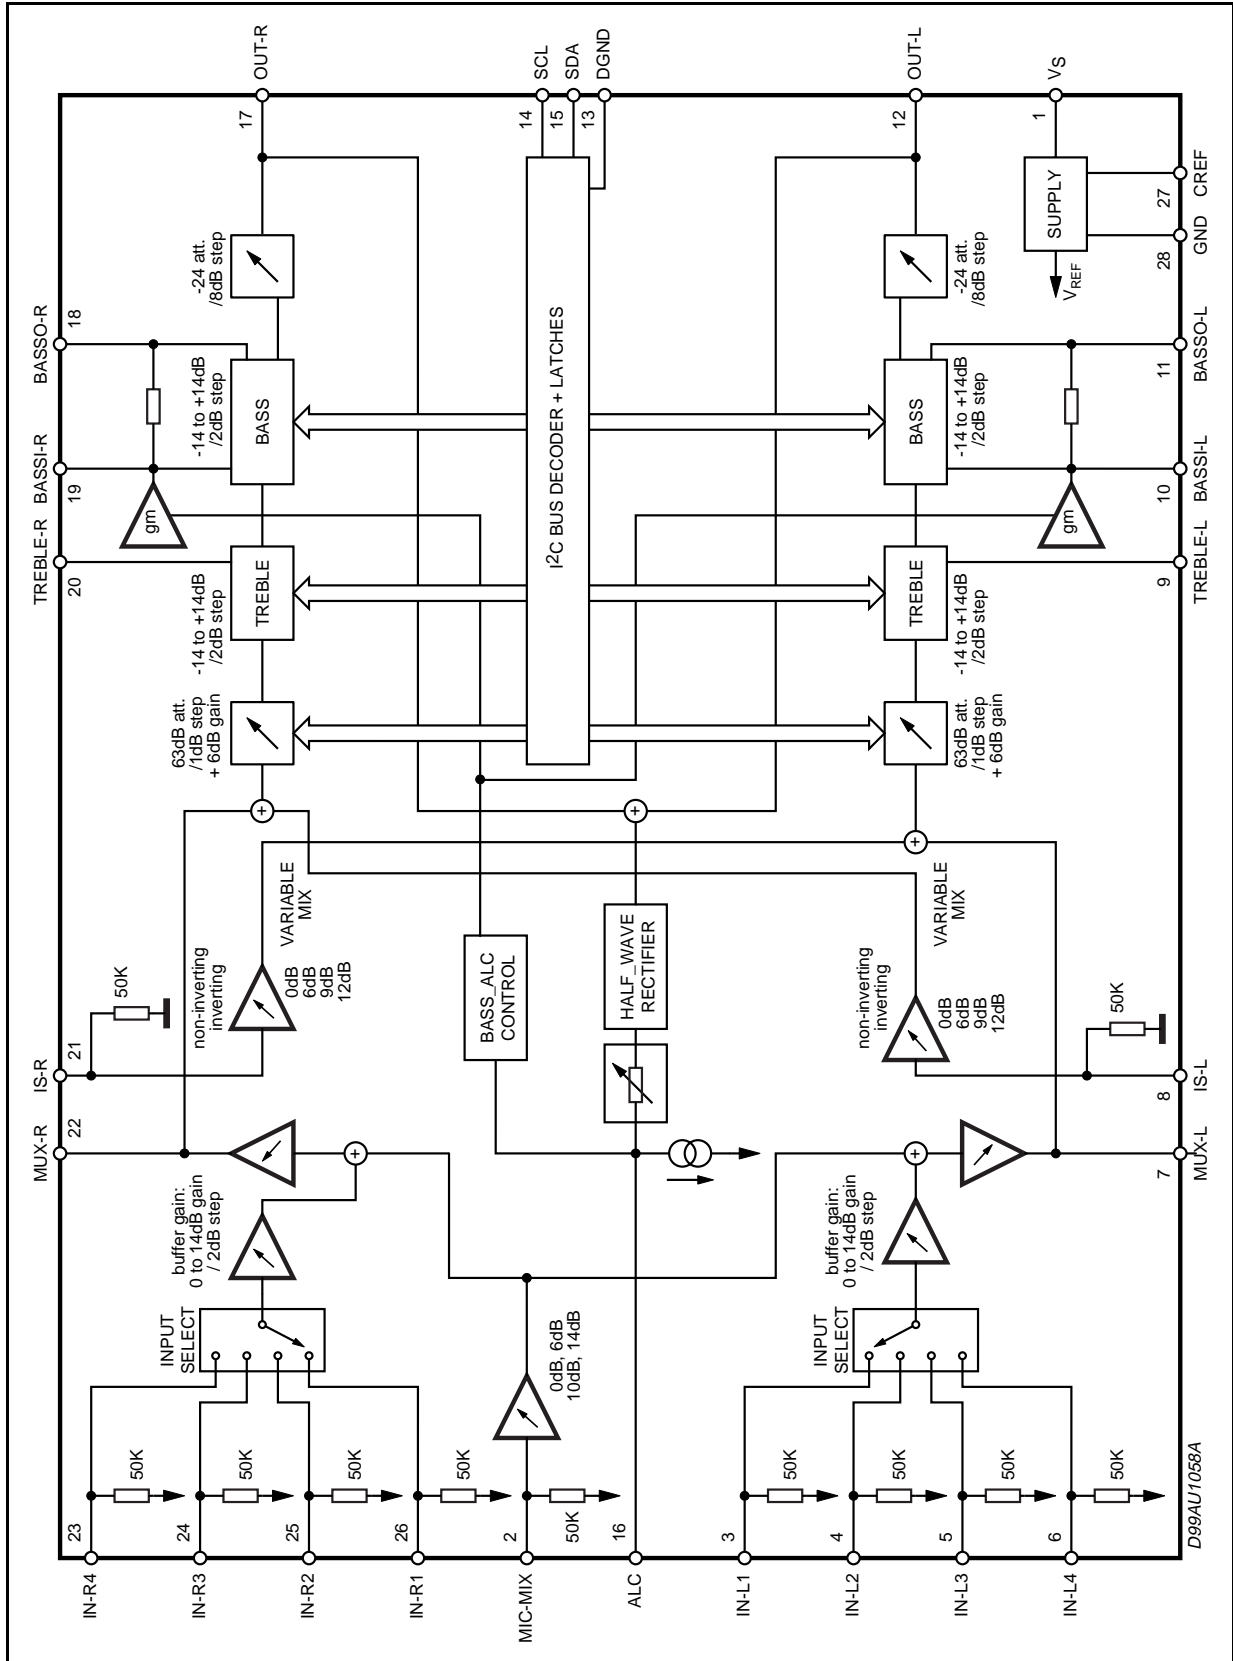 MUX-R
IS-R
TREBLE-R
BASSI-R
BASSO-R
22
21
20
19
18
50K
gm
IN-R4
23
50K
IN-R3
24
50K
IN-R2
25
50K
IN-R1
26
50K
INPUT
SELECT
buffer gain:
0 to 14dB gain
/ 2dB step
+
non-inverting
inverting
0dB
6dB
9dB
12dB
VARIABLE
MIX
+
63dB att.
/1dB step
+ 6dB gain
-14 to +14dB
/2dB step
TREBLE
-14 to +14dB
/2dB step
BASS
-24 att.
/8dB step
17
OUT-R
MIC-MIX
2
50K
0dB, 6dB
10dB, 14dB
BASS_ALC
CONTROL
I2C BUS DECODER + LATCHES
14
SCL
15
SDA
13
DGND
ALC
16
HALF_WAVE
RECTIFIER
+
IN-L1
3
50K
IN-L2
4
50K
IN-L3
5
50K
IN-L4
6
50K
INPUT
SELECT
buffer gain:
0 to 14dB gain
/ 2dB step
+
non-inverting
inverting
0dB
6dB
9dB
12dB
VARIABLE
MIX
+
63dB att.
/1dB step
+ 6dB gain
TREBLE
-14 to +14dB
/2dB step
BASS
-14 to +14dB
/2dB step
-24 att.
/8dB step
12
OUT-L
50K
gm
VREF
SUPPLY
1
VS
7
8
9
10
11
28
27
MUX-L
IS-L
TREBLE-L
BASSI-L
BASSO-L
GND
CREF
D99AU1058A